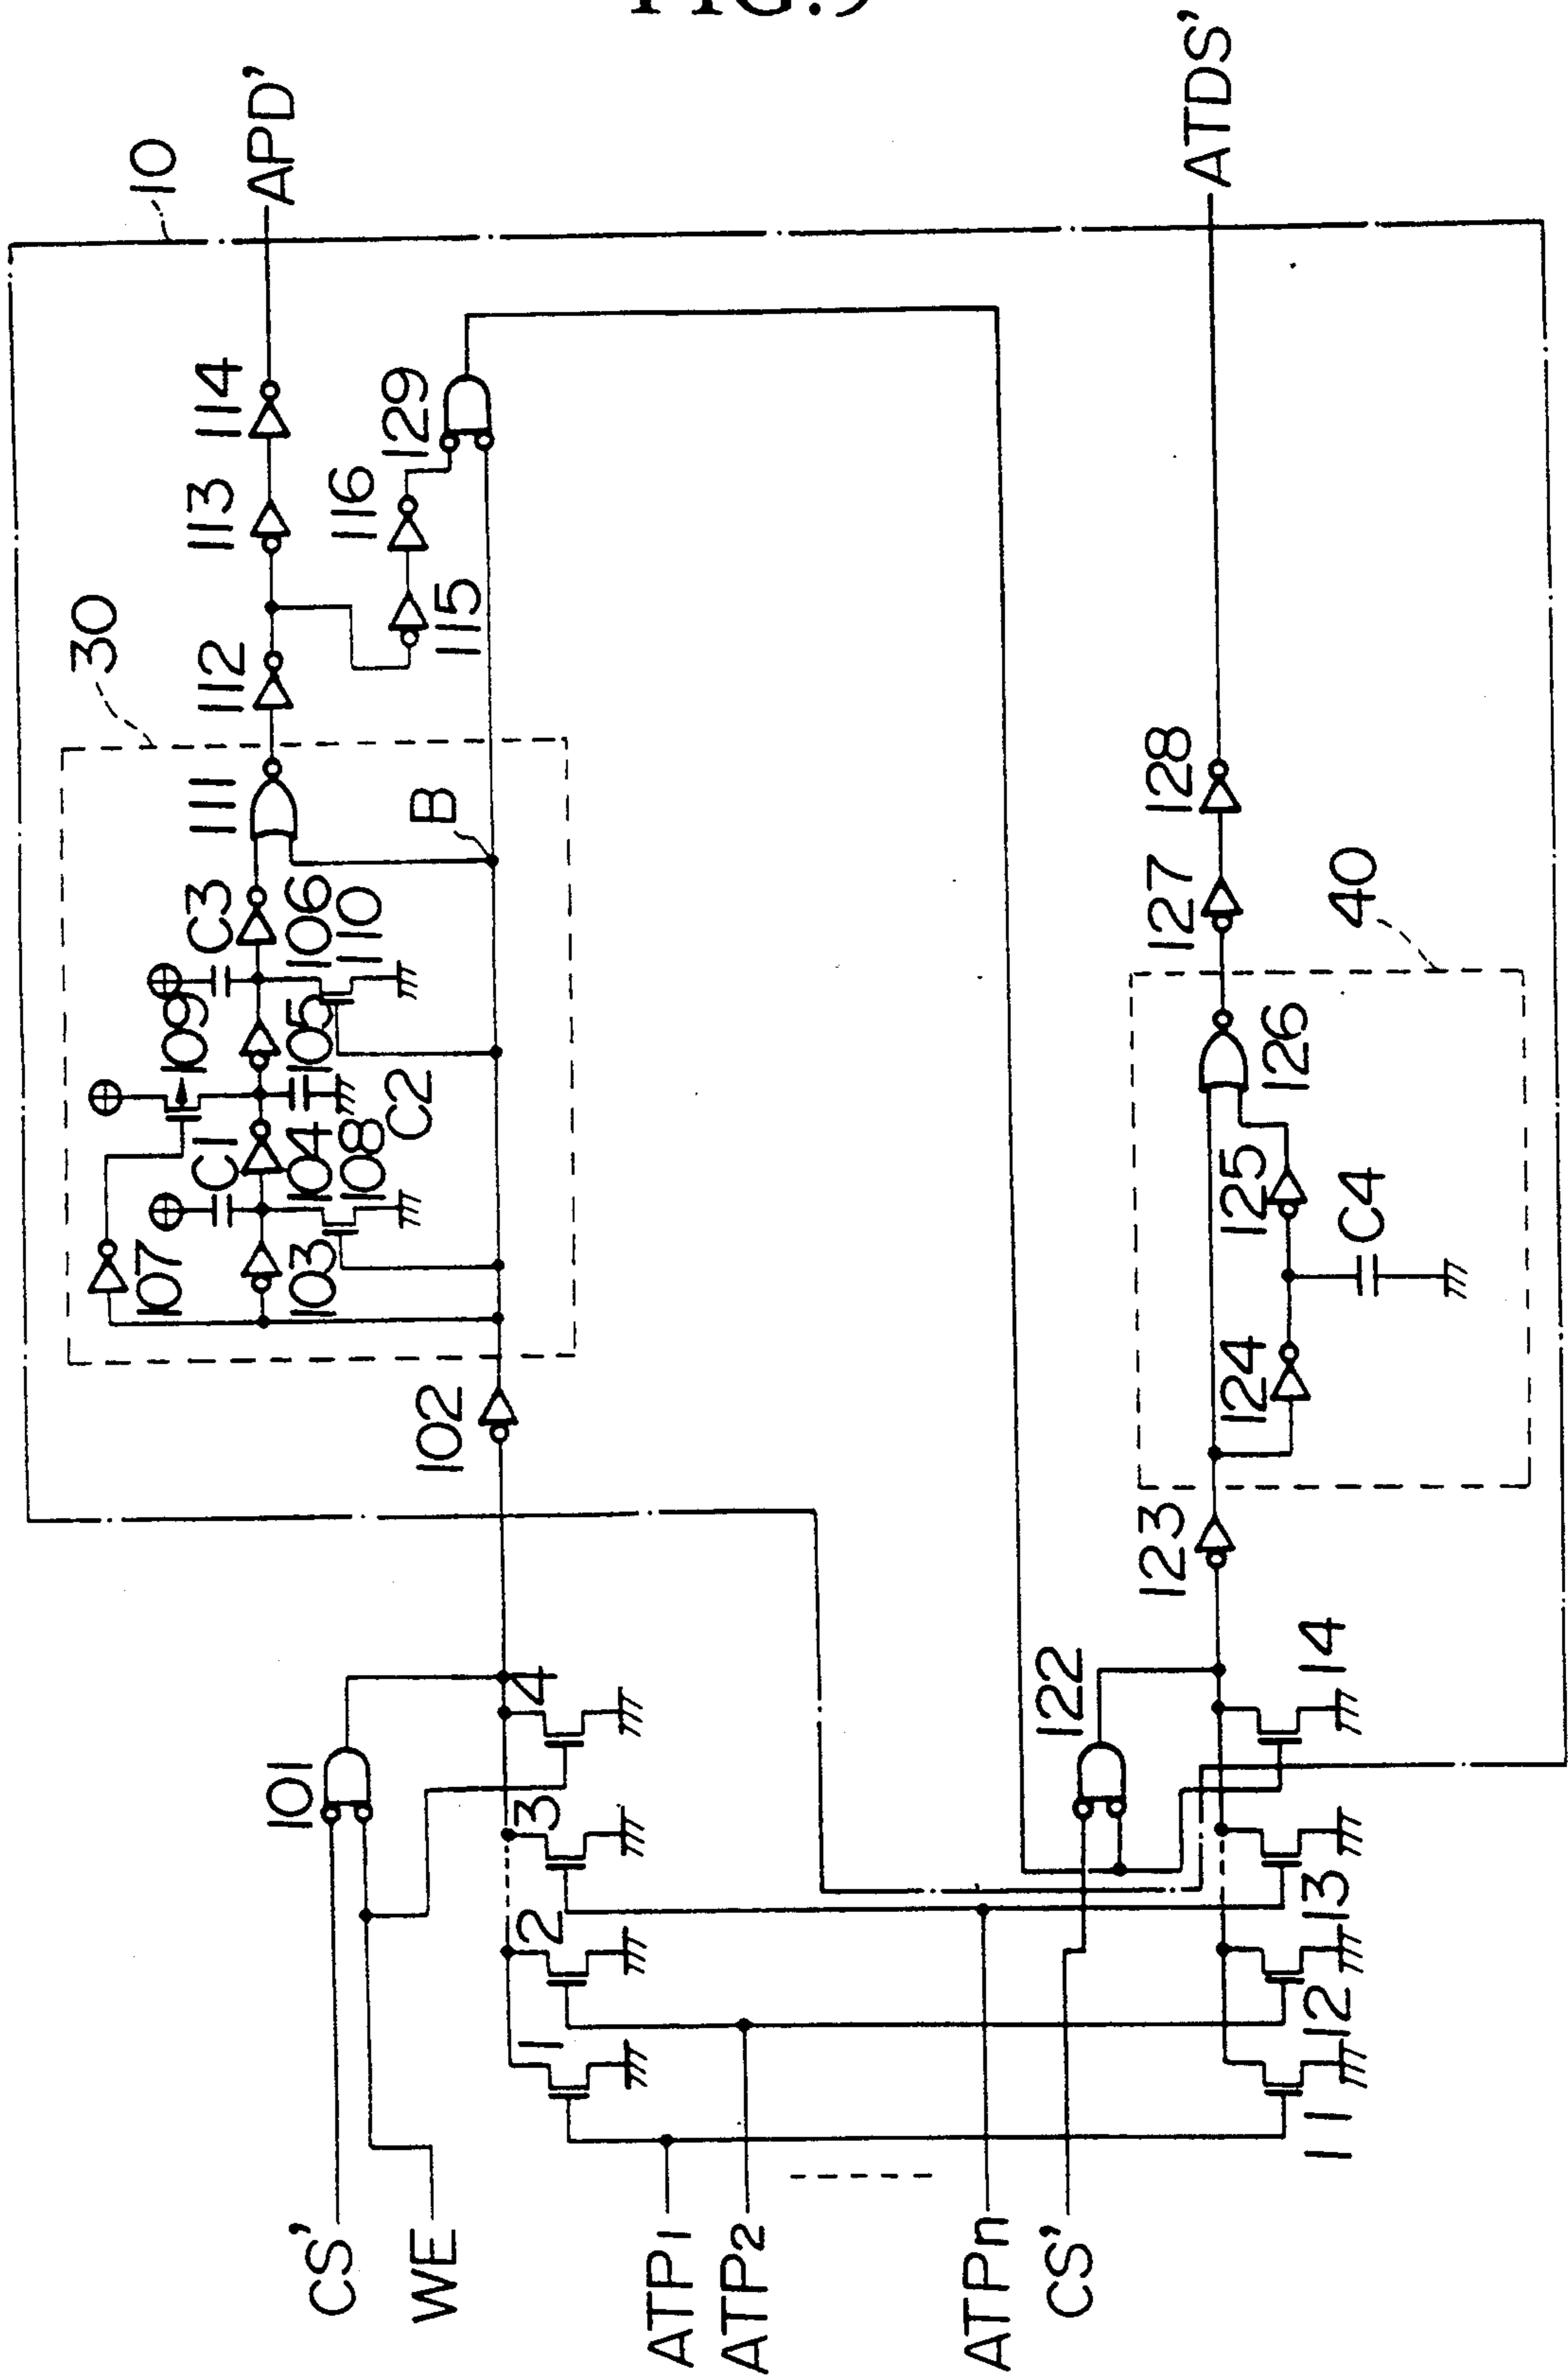 FIG.9
10
APD'
ATDS'
30
114
113
129
116
115
112
111
B
C3
106
110
109
105
C2
C1
104
108
107
103
102
128
127
40
126
125
C4
124
123
101
4
3
2
1
122
14
13
12
11
CS'
WE
ATP1
ATP2
ATPn
CS'